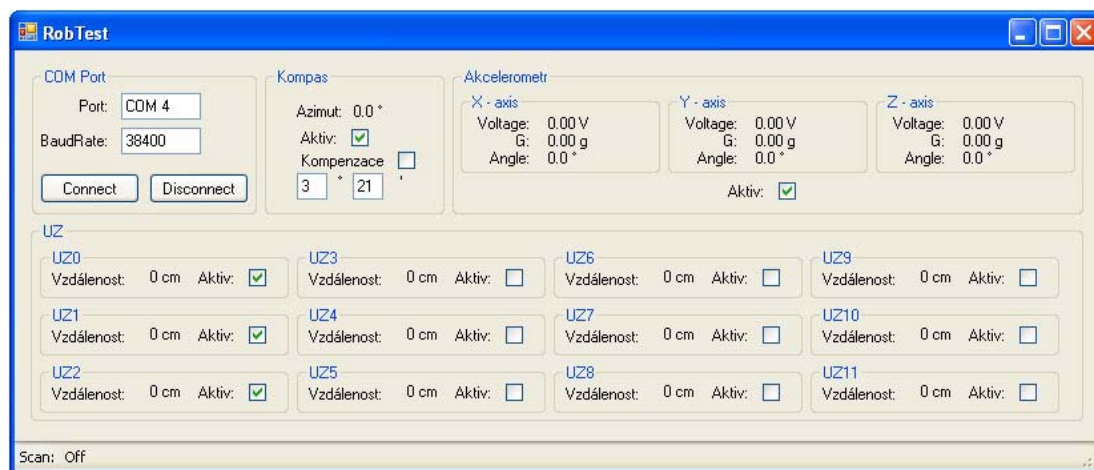 RobTest
COM Port
Port: COM 4
BaudRate: 38400
Connect Disconnect
Kompas
Azimut: 0.0 °
Aktiv:
Kompenzace
3 ° 21 '
Akcelerometr
X - axis
Voltage: 0.00 V
G: 0.00 g
Angle: 0.0 °
Y - axis
Voltage: 0.00 V
G: 0.00 g
Angle: 0.0 °
Z - axis
Voltage: 0.00 V
G: 0.00 g
Angle: 0.0 °
Aktiv:
UZ
UZ0
Vzdálenost: 0 cm Aktiv:
UZ3
Vzdálenost: 0 cm Aktiv:
UZ6
Vzdálenost: 0 cm Aktiv:
UZ9
Vzdálenost: 0 cm Aktiv:
UZ1
Vzdálenost: 0 cm Aktiv:
UZ4
Vzdálenost: 0 cm Aktiv:
UZ7
Vzdálenost: 0 cm Aktiv:
UZ10
Vzdálenost: 0 cm Aktiv:
UZ2
Vzdálenost: 0 cm Aktiv:
UZ5
Vzdálenost: 0 cm Aktiv:
UZ8
Vzdálenost: 0 cm Aktiv:
UZ11
Vzdálenost: 0 cm Aktiv:
Scan: Off